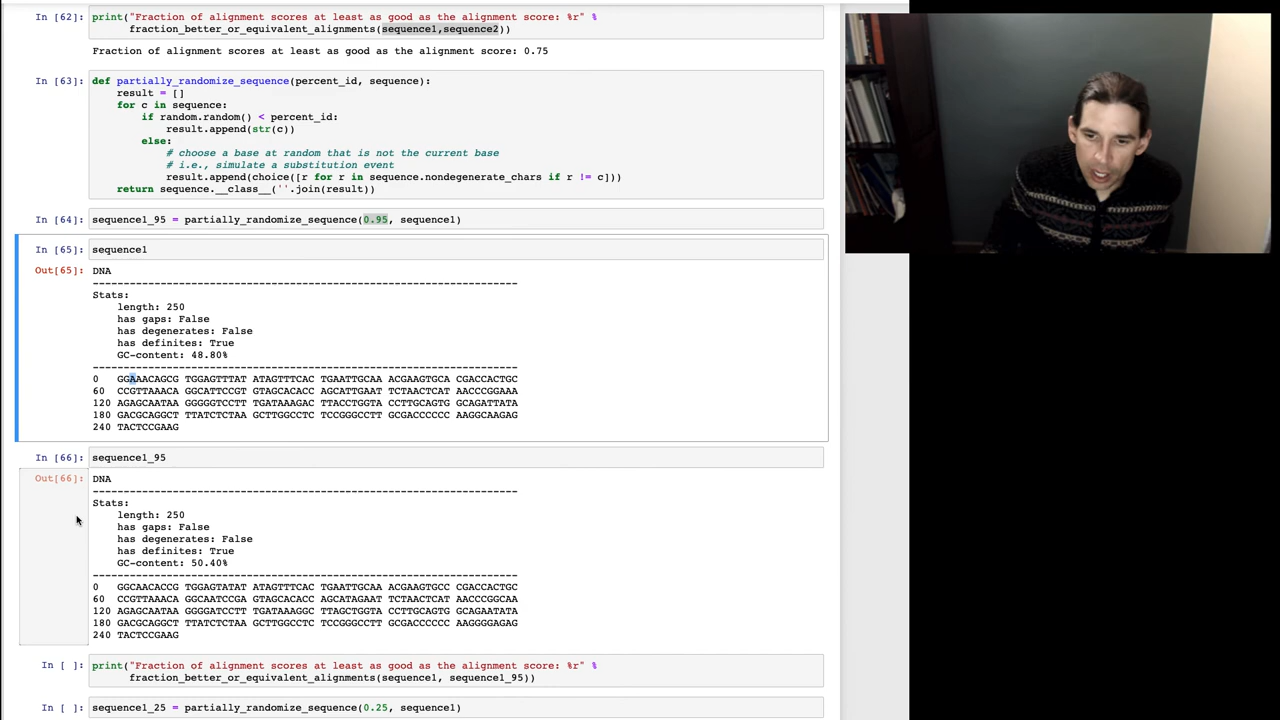 In [62]: print("Fraction of alignment scores at least as good as the alignment score: %r" %
fraction_better_or_equivalent_alignments(sequence1,sequence2))
Fraction of alignment scores at least as good as the alignment score: 0.75
In [63]: def partially_randomize_sequence(percent_id, sequence):
result = []
for c in sequence:
if random.random() < percent_id:
result.append(str(c))
else:
# choose a base at random that is not the current base
# i.e., simulate a substitution event
result.append(choice([r for r in sequence.nondegenerate_chars if r != c]))
return sequence.__class__(''.join(result))
In [64]: sequence1_95 = partially_randomize_sequence(0.95, sequence1)
In [65]: sequence1
Out[65]: DNA
---------------------------------------------------------------------
Stats:
length: 250
has gaps: False
has degenerates: False
has definites: True
GC-content: 48.80%
---------------------------------------------------------------------
0 GGAAACAGCG TGGAGTTTAT ATAGTTTCAC TGAATTGCAA ACGAAGTGCA CGACCACTGC
60 CCGTTAAACA GGCATTCCGT GTAGCACACC AGCATTGAAT TCTAACTCAT AACCCGGAAA
120 AGAGCAATAA GGGGGTCCTT TGATAAAGAC TTACCTGGTA CCTTGCAGTG GCAGATTATA
180 GACGCAGGCT TTATCTCTAA GCTTGGCCTC TCCGGGCCTT GCGACCCCCC AAGGCAAGAG
240 TACTCCGAAG
In [66]: sequence1_95
Out[66]: DNA
---------------------------------------------------------------------
Stats:
length: 250
has gaps: False
has degenerates: False
has definites: True
GC-content: 50.40%
---------------------------------------------------------------------
0 GGCAACACCG TGGAGTATAT ATAGTTTCAC TGAATTGCAA ACGAAGTGCC CGACCACTGC
60 CCGTTAAACA GGCAATCCGA GTAGCACACC AGCATAGAAT TCTAACTCAT AACCCGGCAA
120 AGAGCAATAA GGGGATCCTT TGATAAAGGC TTAGCTGGTA CCTTGCAGTG GCAGAATATA
180 GACGCAGGCT TTATCTCTAA GCTTGGCCTC TCCGGGCCTT GCGACCCCCC AAGGGGAGAG
240 TACTCCGAAG
In [ ]: print("Fraction of alignment scores at least as good as the alignment score: %r" %
fraction_better_or_equivalent_alignments(sequence1, sequence1_95))
In [ ]: sequence1_25 = partially_randomize_sequence(0.25, sequence1)